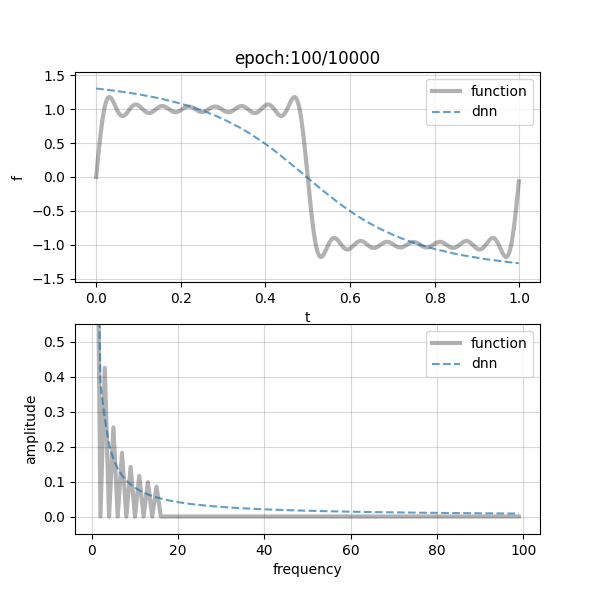 epoch:100/10000
1.5
1.0
0.5
0.0
−0.5
−1.0
−1.5
f
function
dnn
0.0 0.2 0.4 0.6 0.8 1.0
t
0.5
0.4
0.3
0.2
0.1
0.0
amplitude
function
dnn
0 20 40 60 80 100
frequency